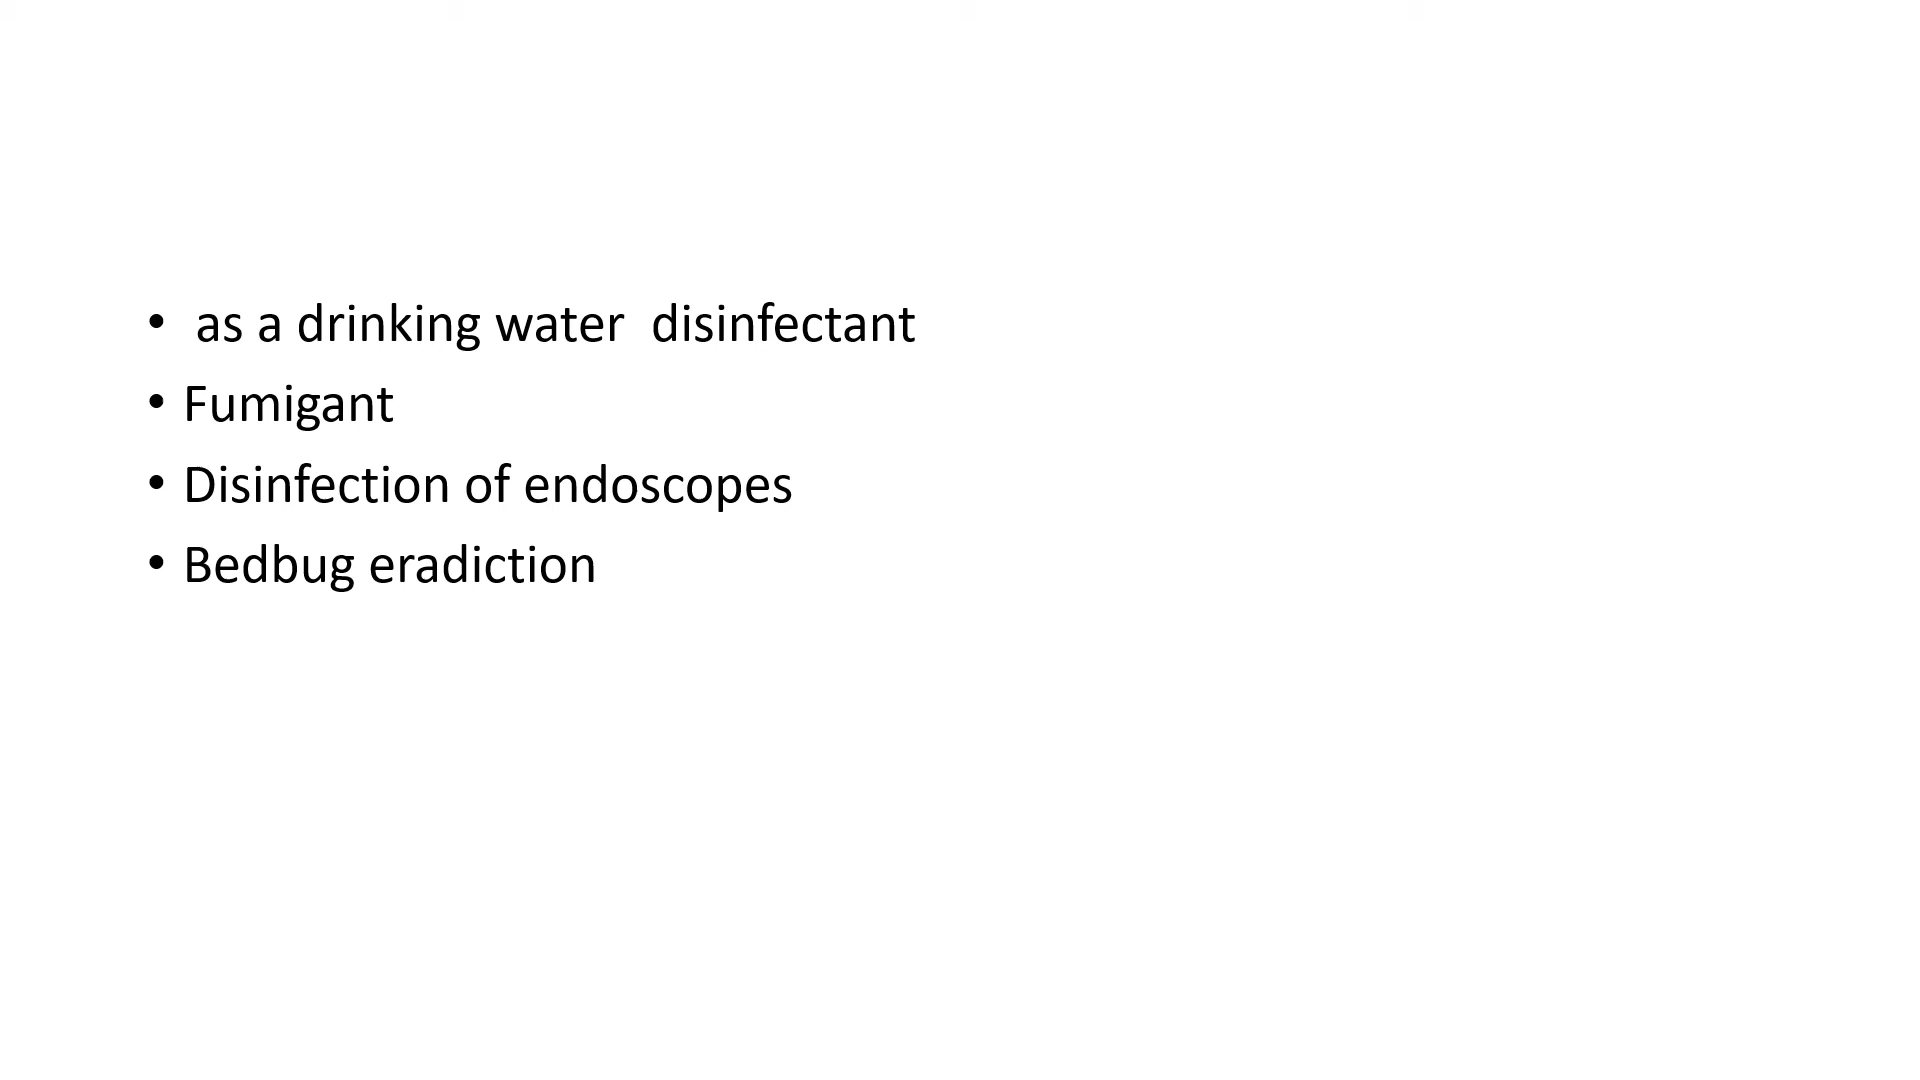 • as a drinking water  disinfectant
• Fumigant
• Disinfection of endoscopes
• Bedbug eradiction